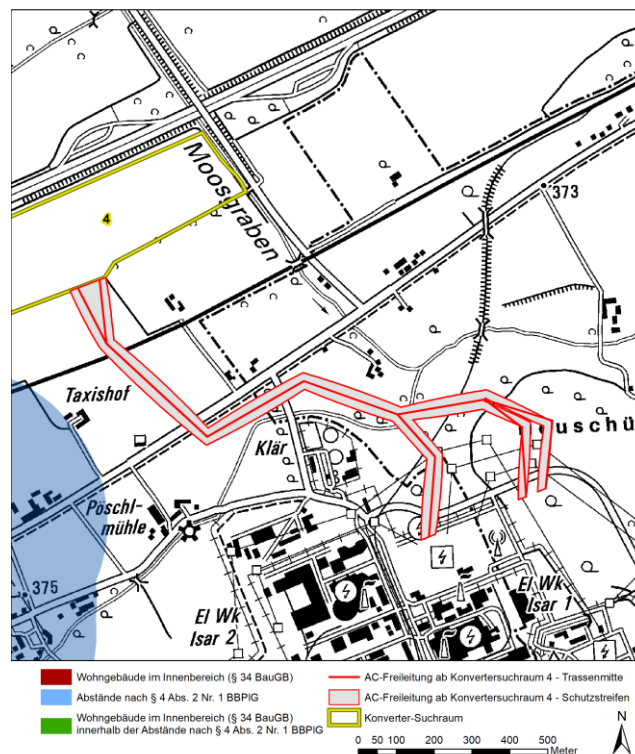 4
Moosgraben
373
Taxishof
Klär
uschü
Pöschl-
mühle
375
El Wk
Isar 2
El Wk
Isar 1
Wohngebäude im Innenbereich (§ 34 BauGB)
Abstände nach § 4 Abs. 2 Nr. 1 BBPlG
Wohngebäude im Innenbereich (§ 34 BauGB)
innerhalb der Abstände nach § 4 Abs. 2 Nr. 1 BBPlG
AC-Freileitung ab Konvertersuchraum 4 - Trassenmitte
AC-Freileitung ab Konvertersuchraum 4 - Schutzstreifen
Konverter-Suchraum
0 50 100 200 300 400 500
Meter
N